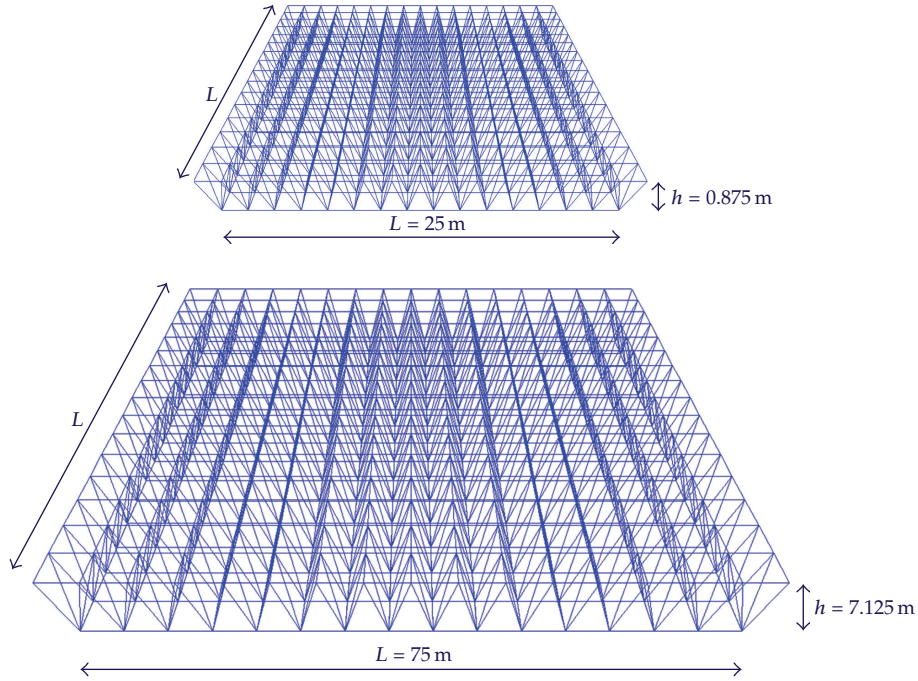 L
h = 0.875 m
L = 25 m
L
h = 7.125 m
L = 75 m